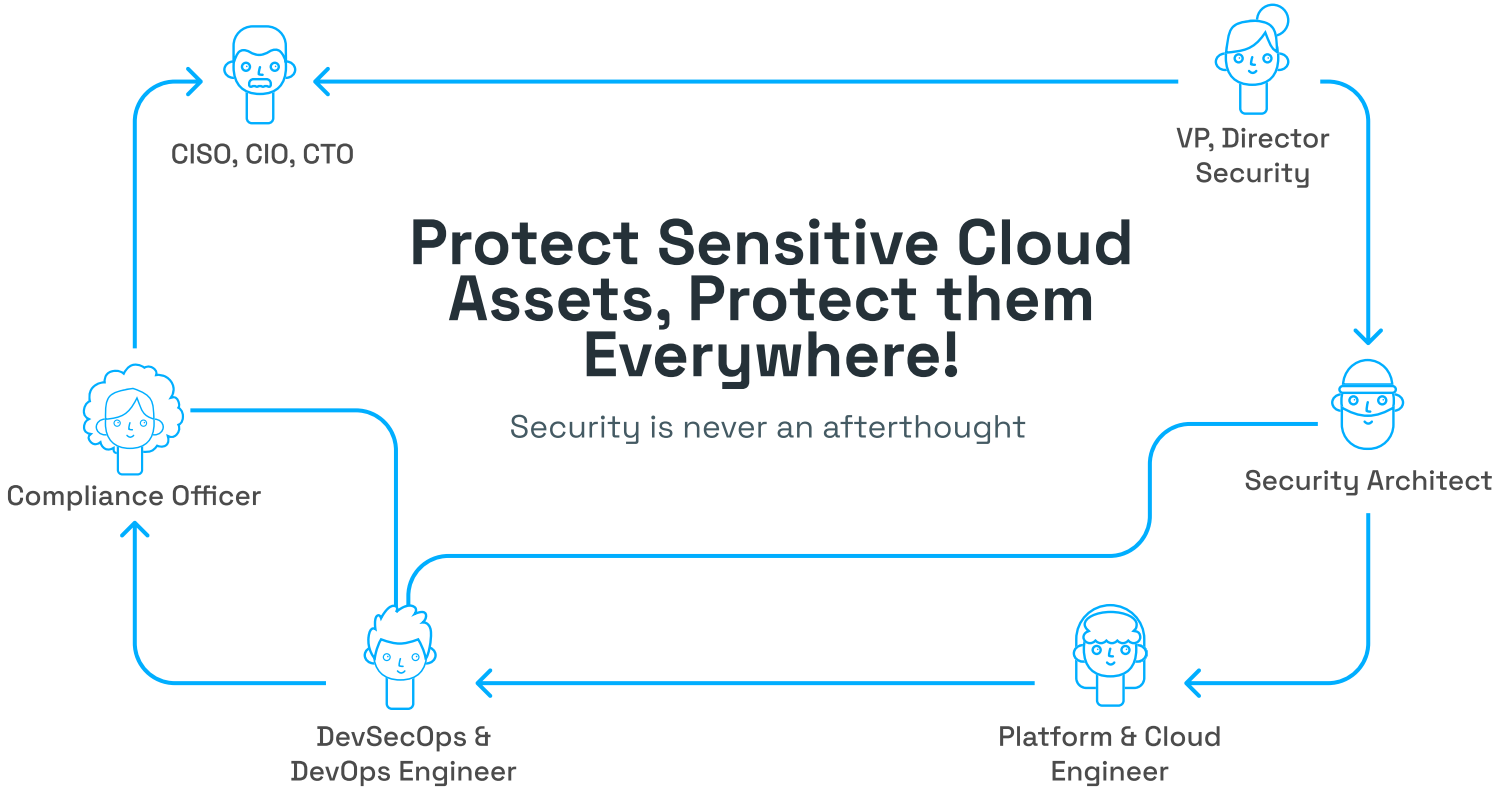 CISO, CIO, CTO
VP, Director
Security
Protect Sensitive Cloud
Assets, Protect them
Everywhere!
Security is never an afterthought
Compliance Officer
Security Architect
DevSecOps &
DevOps Engineer
Platform & Cloud
Engineer